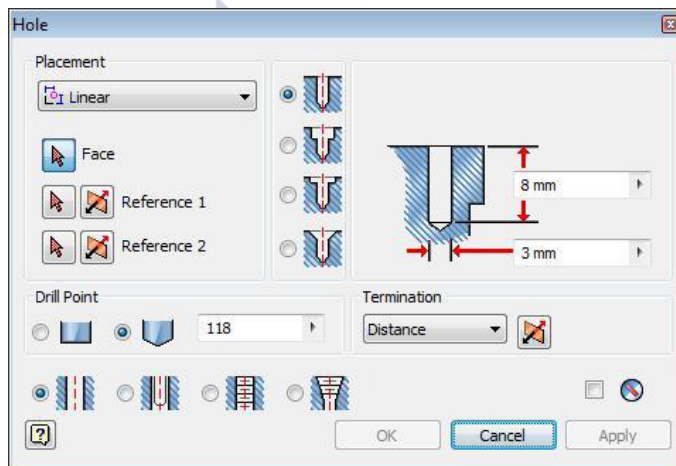 Hole
Placement
Linear
Face
Reference 1
Reference 2
8 mm
3 mm
Drill Point
118
Termination
Distance
?
OK
Cancel
Apply